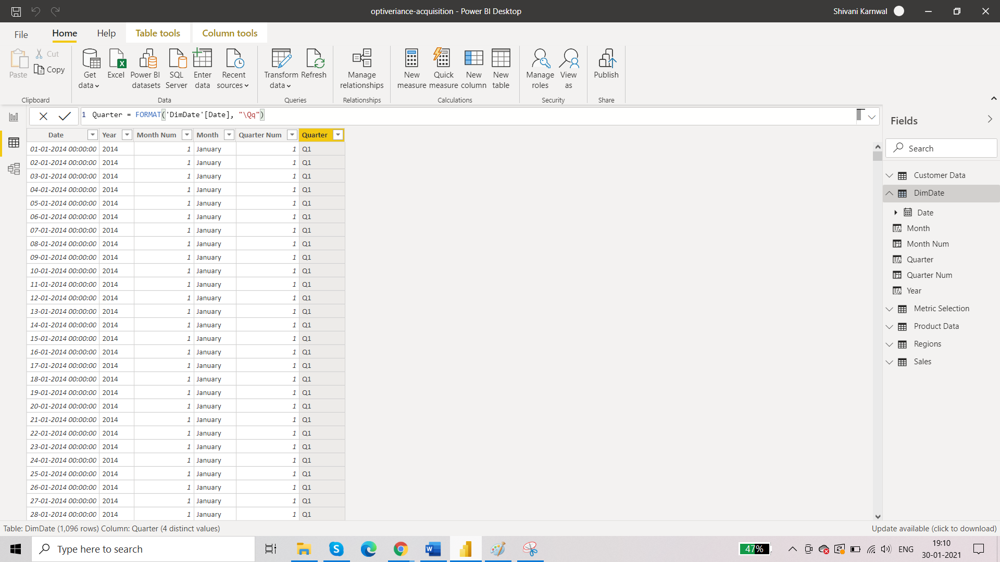 optiveriance-acquisition - Power BI Desktop
Shivani Karnwal
File Home Help Table tools Column tools
Paste
Cut
Copy
Get data
Excel
Power BI datasets
SQL Server
Enter data
Recent sources
Transform data
Refresh
Manage relationships
New measure
Quick measure
New column
New table
Manage roles
View as
Publish
Clipboard Data Queries Relationships Calculations Security Share
1 Quarter = FORMAT('DimDate'[Date], "\Qq")
Date Year Month Num Month Quarter Num Quarter
01-01-2014 00:00:00 2014 1 January 1 Q1
02-01-2014 00:00:00 2014 1 January 1 Q1
03-01-2014 00:00:00 2014 1 January 1 Q1
04-01-2014 00:00:00 2014 1 January 1 Q1
05-01-2014 00:00:00 2014 1 January 1 Q1
06-01-2014 00:00:00 2014 1 January 1 Q1
07-01-2014 00:00:00 2014 1 January 1 Q1
08-01-2014 00:00:00 2014 1 January 1 Q1
09-01-2014 00:00:00 2014 1 January 1 Q1
10-01-2014 00:00:00 2014 1 January 1 Q1
11-01-2014 00:00:00 2014 1 January 1 Q1
12-01-2014 00:00:00 2014 1 January 1 Q1
13-01-2014 00:00:00 2014 1 January 1 Q1
14-01-2014 00:00:00 2014 1 January 1 Q1
15-01-2014 00:00:00 2014 1 January 1 Q1
16-01-2014 00:00:00 2014 1 January 1 Q1
17-01-2014 00:00:00 2014 1 January 1 Q1
18-01-2014 00:00:00 2014 1 January 1 Q1
19-01-2014 00:00:00 2014 1 January 1 Q1
20-01-2014 00:00:00 2014 1 January 1 Q1
21-01-2014 00:00:00 2014 1 January 1 Q1
22-01-2014 00:00:00 2014 1 January 1 Q1
23-01-2014 00:00:00 2014 1 January 1 Q1
24-01-2014 00:00:00 2014 1 January 1 Q1
25-01-2014 00:00:00 2014 1 January 1 Q1
26-01-2014 00:00:00 2014 1 January 1 Q1
27-01-2014 00:00:00 2014 1 January 1 Q1
28-01-2014 00:00:00 2014 1 January 1 Q1
Fields
Search
Customer Data
DimDate
Date
Month
Month Num
Quarter
Quarter Num
Year
Metric Selection
Product Data
Regions
Sales
Table: DimDate (1,096 rows) Column: Quarter (4 distinct values)
Update available (click to download)
Type here to search
47%
ENG
19:10
30-01-2021